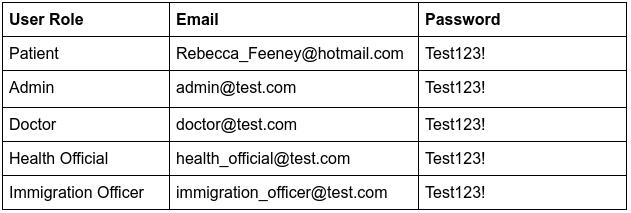 User Role Email Password
Patient Rebecca_Feeney@hotmail.com Test123!
Admin admin@test.com Test123!
Doctor doctor@test.com Test123!
Health Official health_official@test.com Test123!
Immigration Officer immigration_officer@test.com Test123!